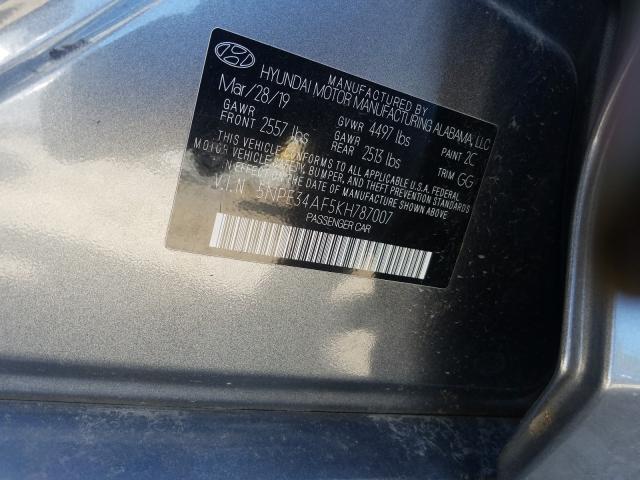 MANUFACTURED BY
HYUNDAI MOTOR MANUFACTURING ALABAMA, LLC
Mar/28/19 GVWR 4497 lbs PAINT 2C
GAWR FRONT 2557 lbs GAWR REAR 2513 lbs TRIM GG
THIS VEHICLE CONFORMS TO ALL APPLICABLE U.S.A. FEDERAL
MOTOR VEHICLE SAFETY, BUMPER, AND THEFT PREVENTION STANDARDS
IN EFFECT ON THE DATE OF MANUFACTURE SHOWN ABOVE.
V.I.N 5NPE34AF5KH787007
PASSENGER CAR